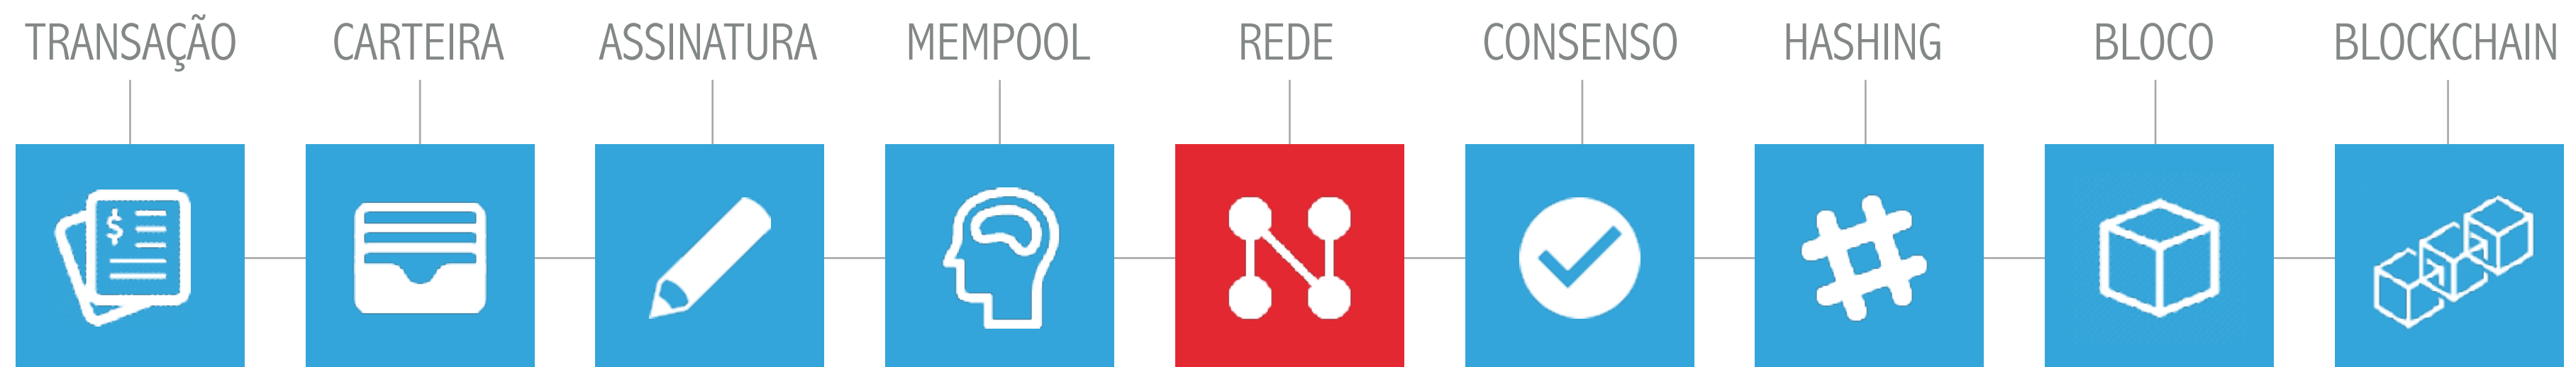 TRANSAÇÃO CARTEIRA ASSINATURA MEMPOOL REDE CONSENSO HASHING BLOCO BLOCKCHAIN
$